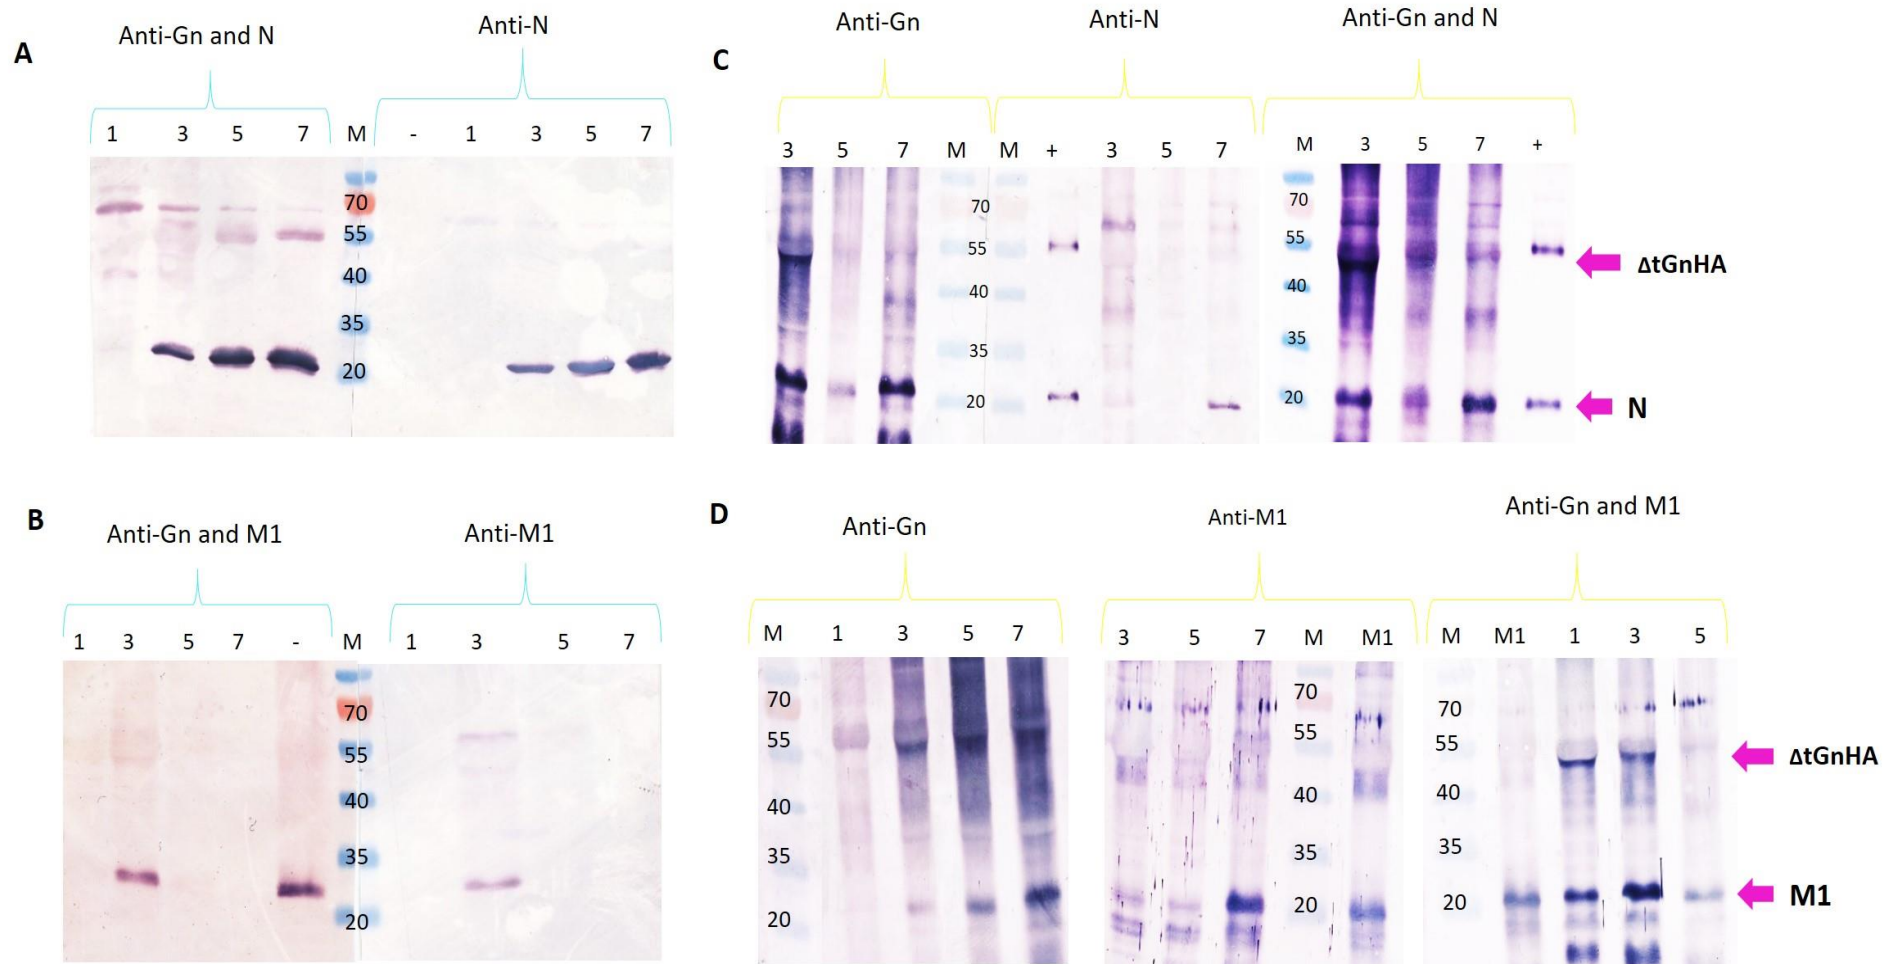 A
Anti-Gn and N
Anti-N
1 3 5 7 M - 1 3 5 7
70
55
40
35
20
B
Anti-Gn and M1
Anti-M1
1 3 5 7 - M 1 3 5 7
70
55
40
35
20
C
Anti-Gn
Anti-N
Anti-Gn and N
3 5 7 M M + 3 5 7 M 3 5 7 +
70
55
40
35
20
70
55
40
35
20
ΔtGnHA
N
D
Anti-Gn
Anti-M1
Anti-Gn and M1
M 1 3 5 7 3 5 7 M M1 M M1 1 3 5
70
55
40
35
20
70
55
40
35
20
70
55
40
35
20
ΔtGnHA
M1